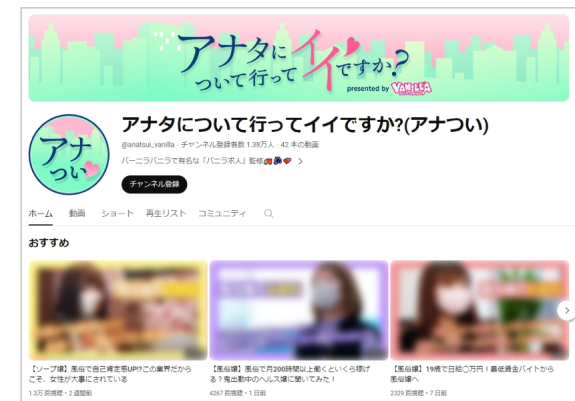 アナタに
ついて行って
イイ
ですか?
presented by VANILLA
アナ
つい
アナタについて行ってイイですか?(アナつい)
@anatsui_vanilla・チャンネル登録者数 1.38万人・42 本の動画
バーニラバニラで有名な「バニラ求人」監修
チャンネル登録
ホーム 動画 ショート 再生リスト コミュニティ
おすすめ
【ソープ嬢】風俗で自己肯定感UP!?この業界だから
こそ、女性が大事にされている
1.3万 回視聴・2 週間前
【風俗嬢】風俗で月200時間以上働くといくら稼げ
る?鬼出勤中のヘルス嬢に聞いてみた!
4267 回視聴・1 日前
【風俗嬢】19歳で日給〇万円!最低賃金バイトから
風俗嬢へ
2329 回視聴・7 日前